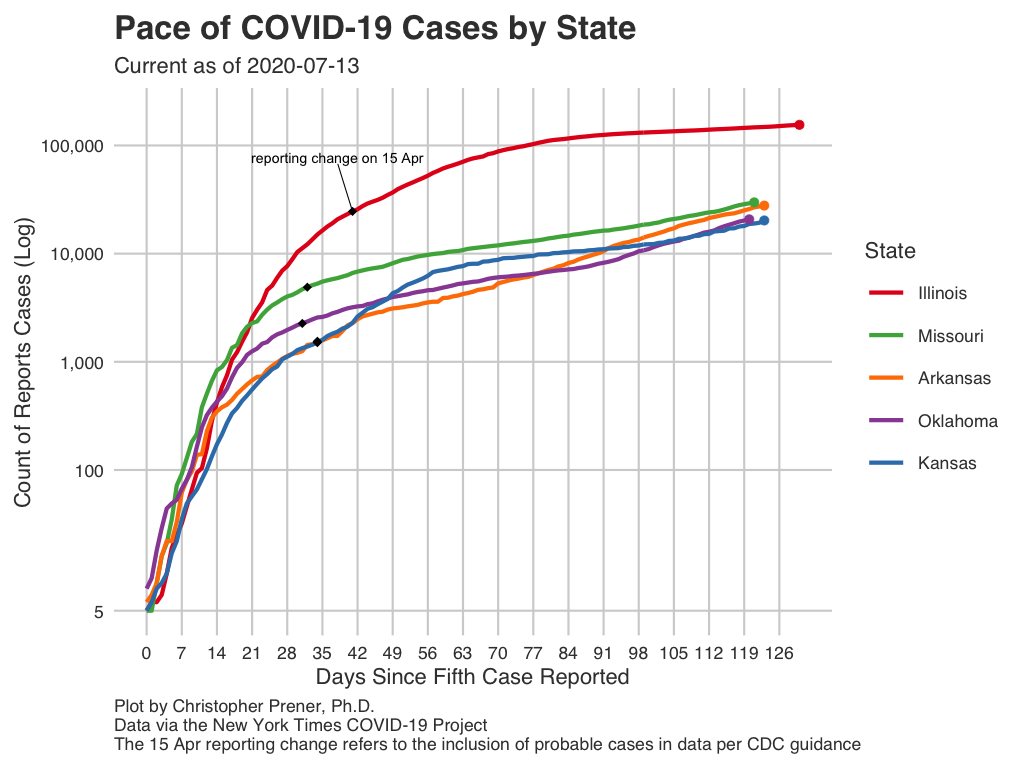 Pace of COVID-19 Cases by State
Current as of 2020-07-13
Count of Reports Cases (Log)
100,000
10,000
1,000
100
5
reporting change on 15 Apr
0 7 14 21 28 35 42 49 56 63 70 77 84 91 98 105 112 119 126
Days Since Fifth Case Reported
State
Illinois
Missouri
Arkansas
Oklahoma
Kansas
Plot by Christopher Prener, Ph.D.
Data via the New York Times COVID-19 Project
The 15 Apr reporting change refers to the inclusion of probable cases in data per CDC guidance